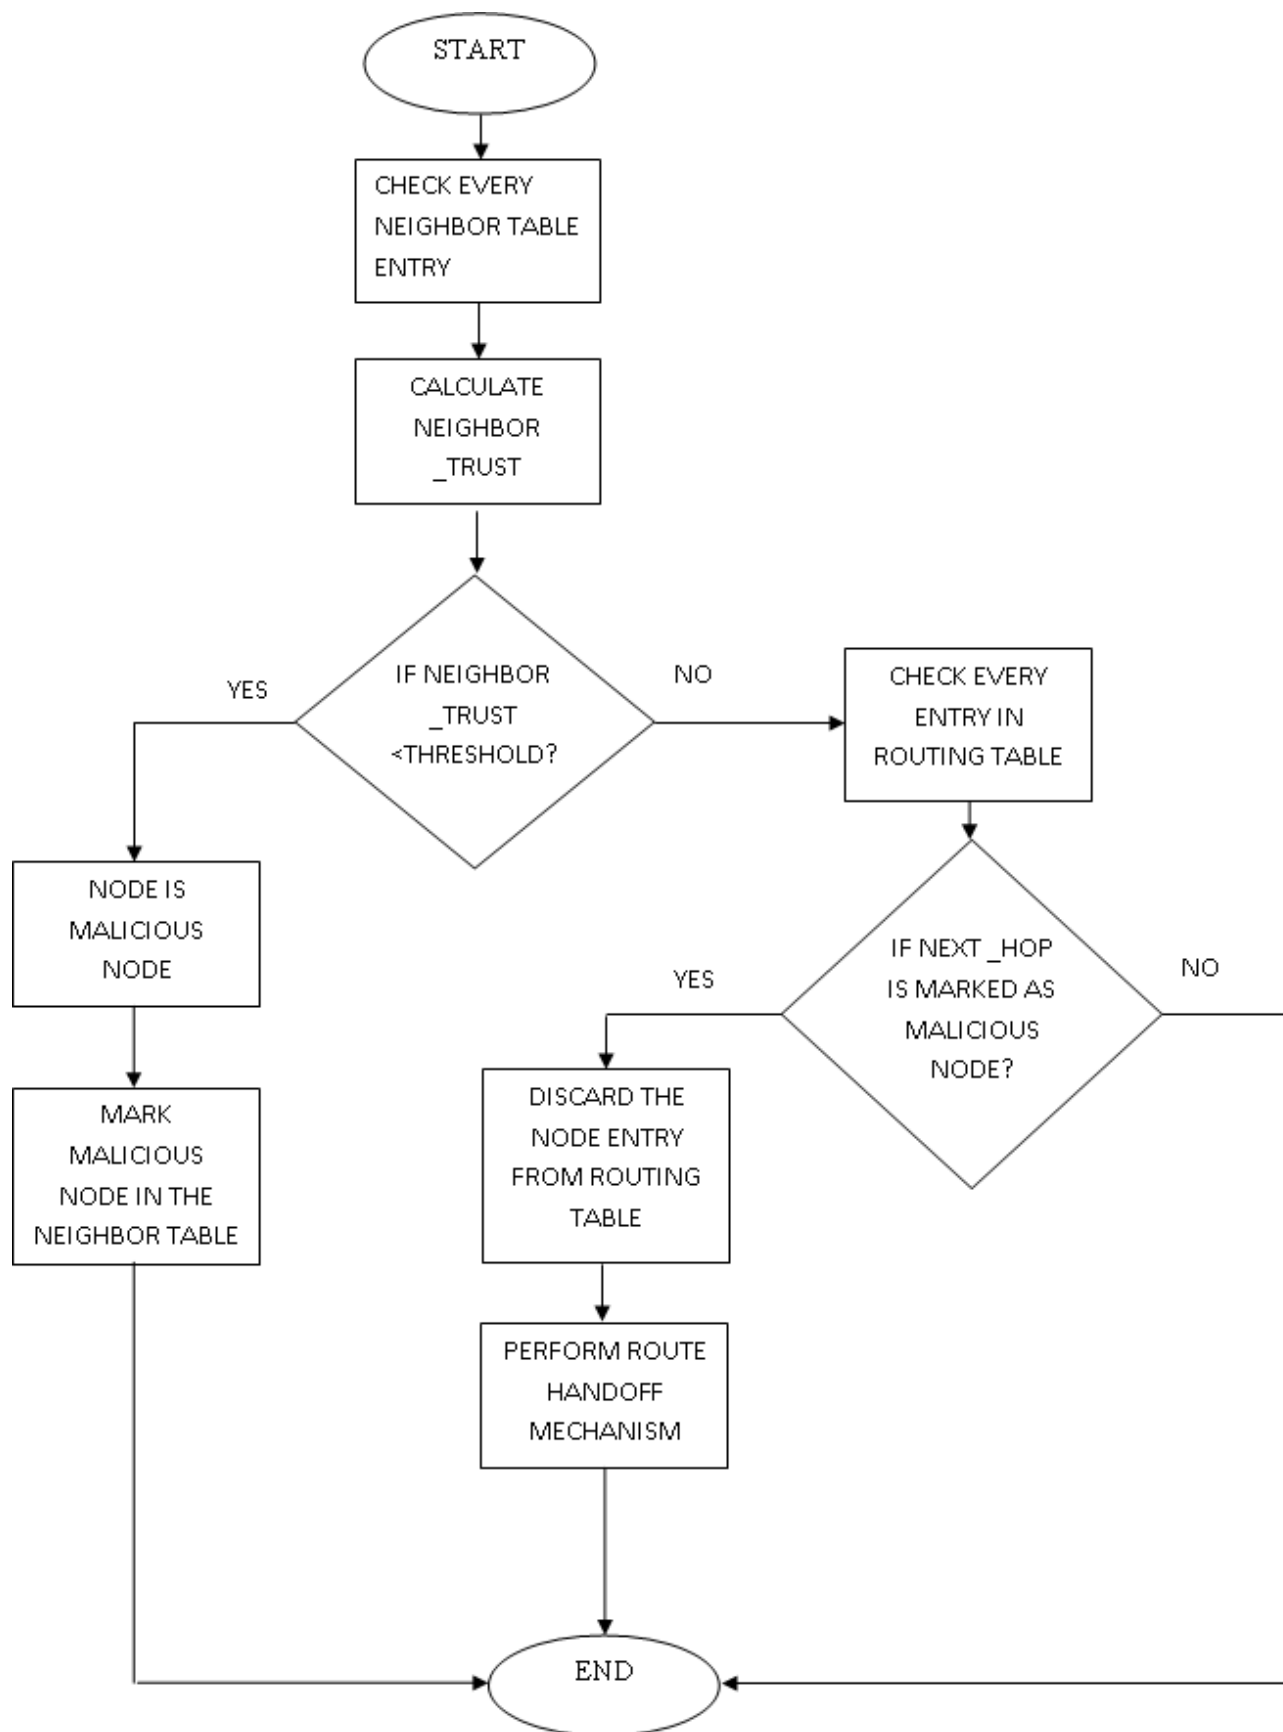 START
CHECK EVERY
NEIGHBOR TABLE
ENTRY
CALCULATE
NEIGHBOR
_TRUST
IF NEIGHBOR
_TRUST
<THRESHOLD?
YES
NO
CHECK EVERY
ENTRY IN
ROUTING TABLE
NODE IS
MALICIOUS
NODE
MARK
MALICIOUS
NODE IN THE
NEIGHBOR TABLE
IF NEXT _HOP
IS MARKED AS
MALICIOUS
NODE?
YES
NO
DISCARD THE
NODE ENTRY
FROM ROUTING
TABLE
PERFORM ROUTE
HANDOFF
MECHANISM
END